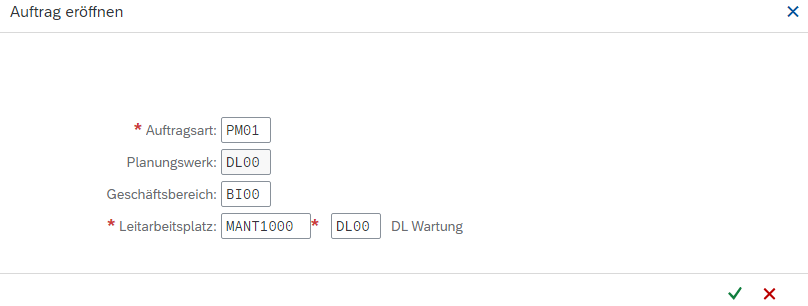 Auftrag eröffnen
* Auftragsart: PM01
Planungswerk: DL00
Geschäftsbereich: BI00
* Leitarbeitsplatz: MANT1000 * DL00 DL Wartung